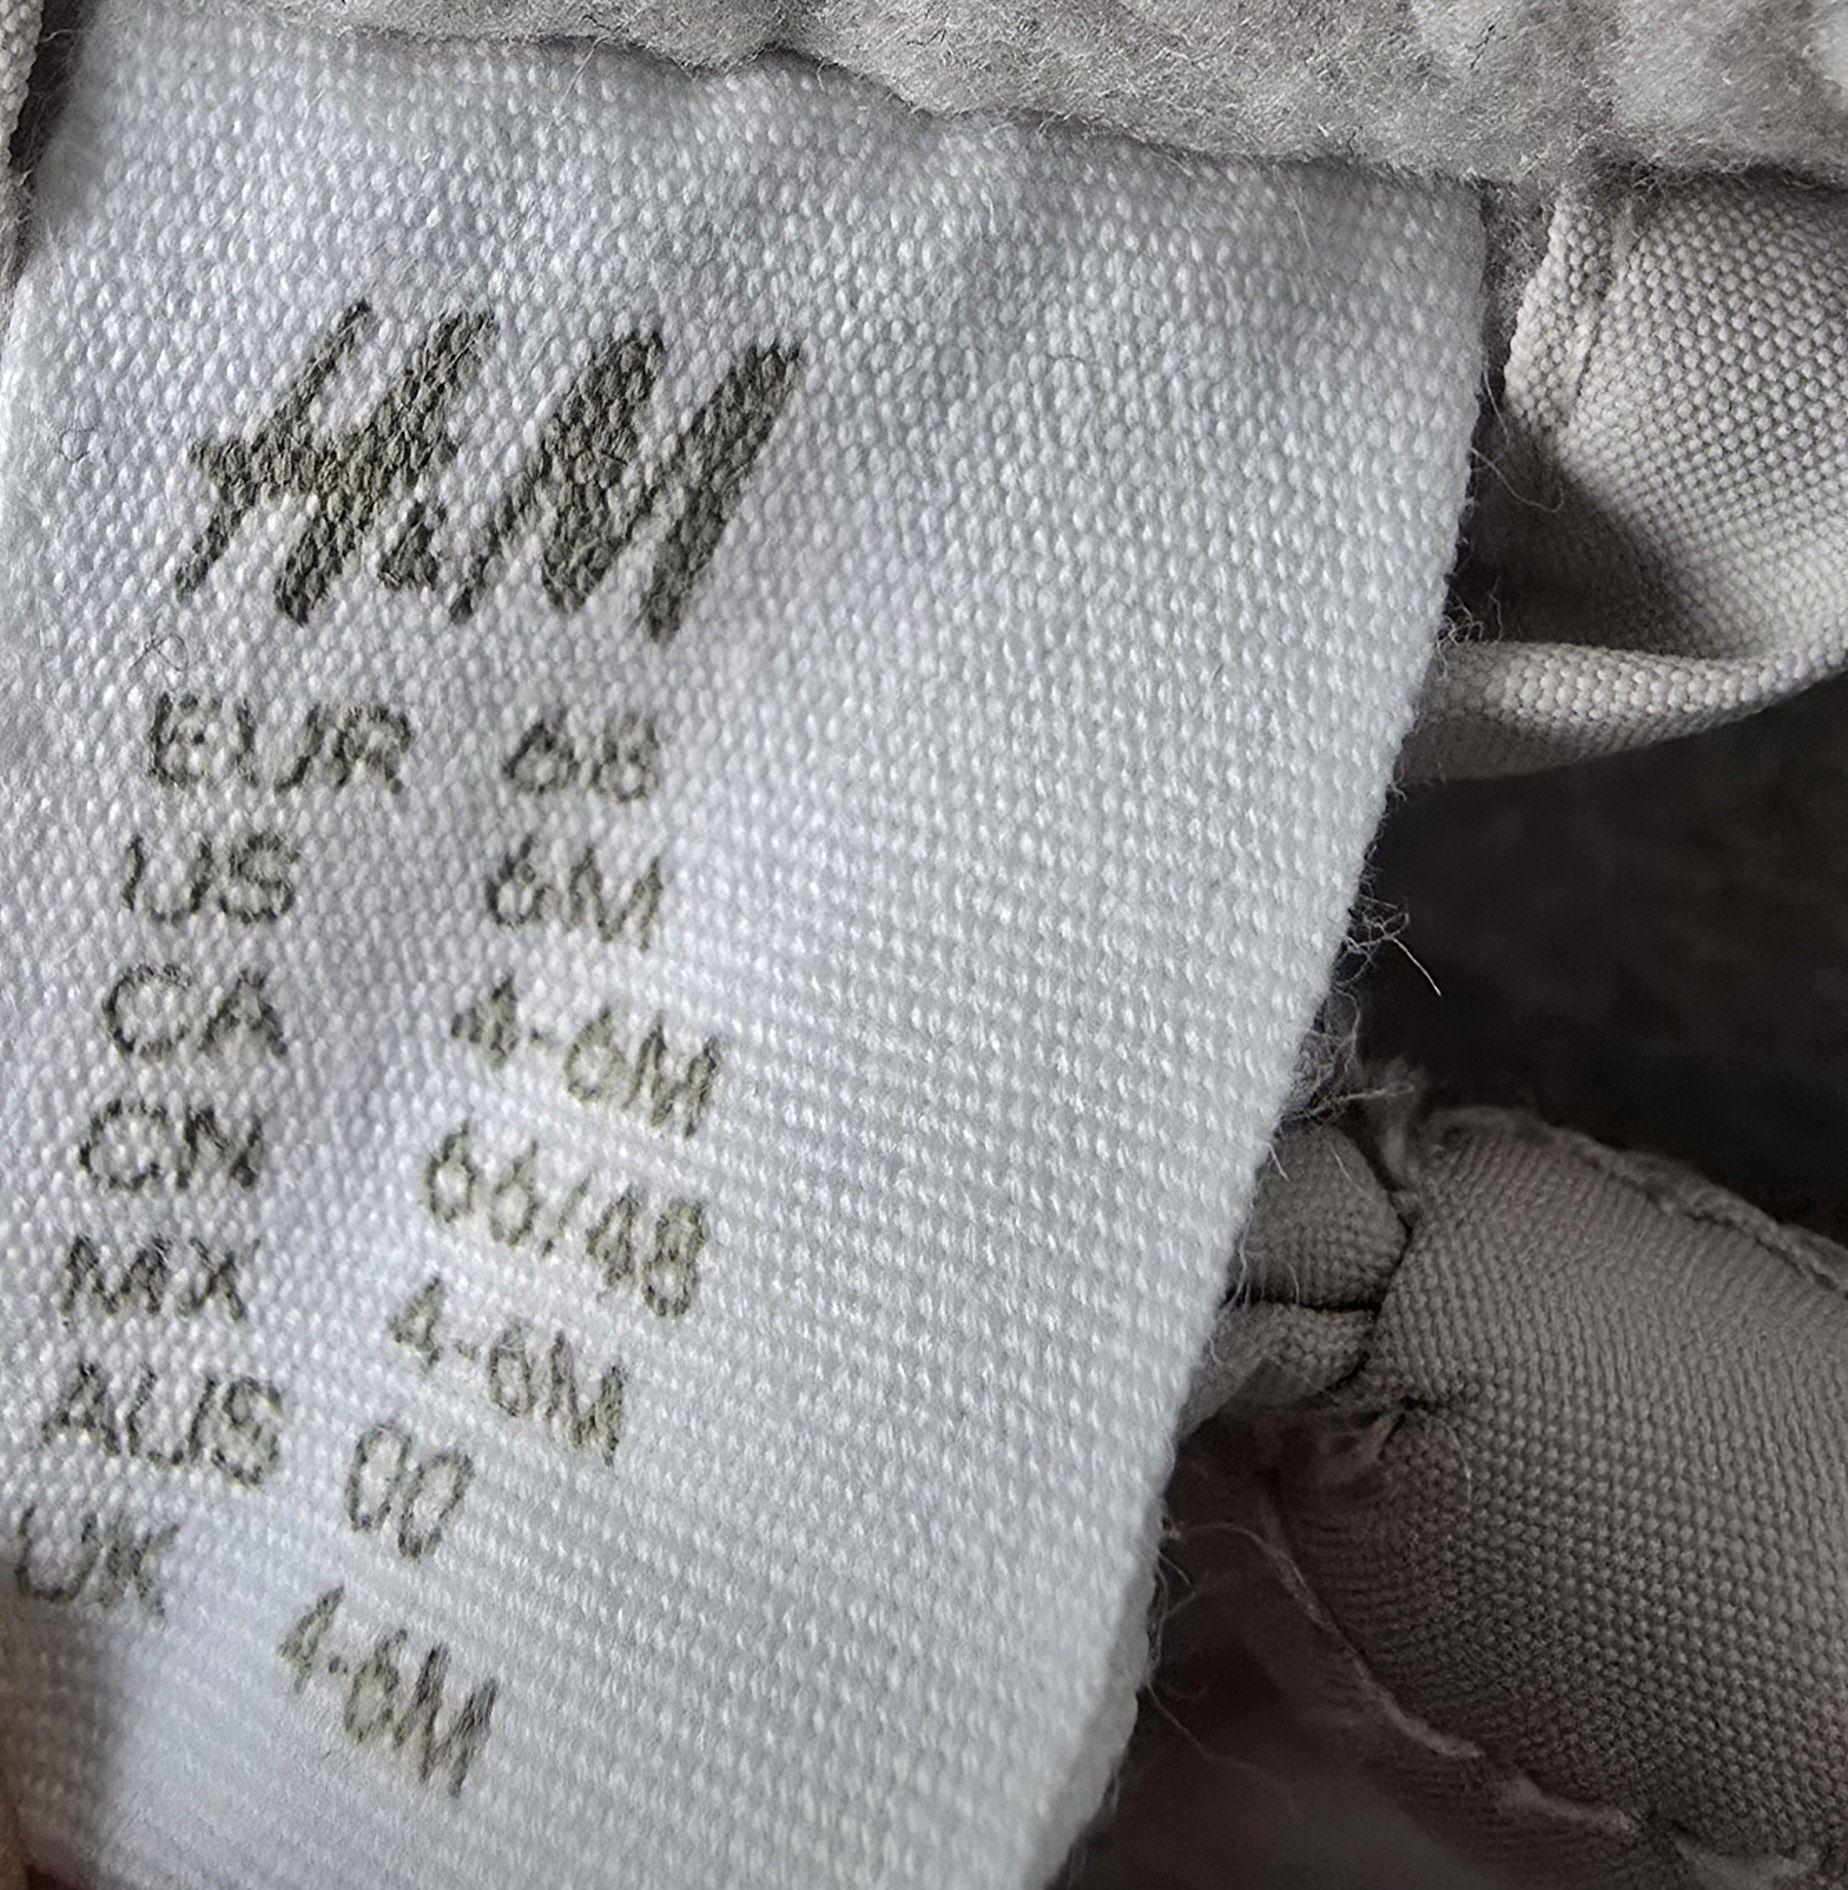 H&M
EUR 68
US 6M
CA 4-6M
CN 66/48
MX 4-6M
AUS 00
UK 4-6M